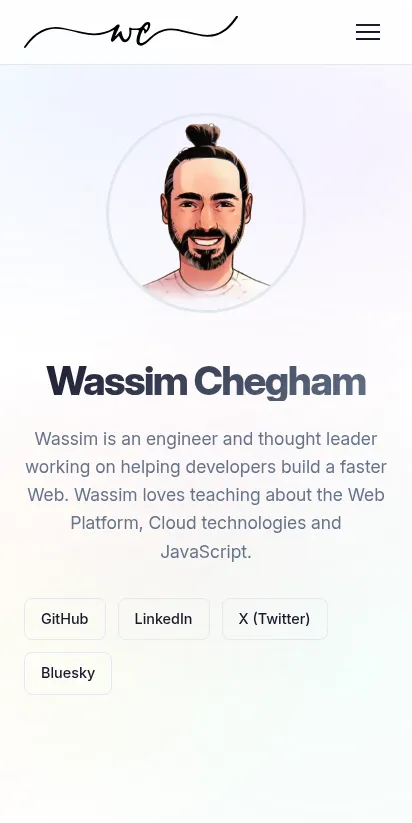 wc
Wassim Chegham
Wassim is an engineer and thought leader
working on helping developers build a faster
Web. Wassim loves teaching about the Web
Platform, Cloud technologies and
JavaScript.
GitHub
LinkedIn
X (Twitter)
Bluesky